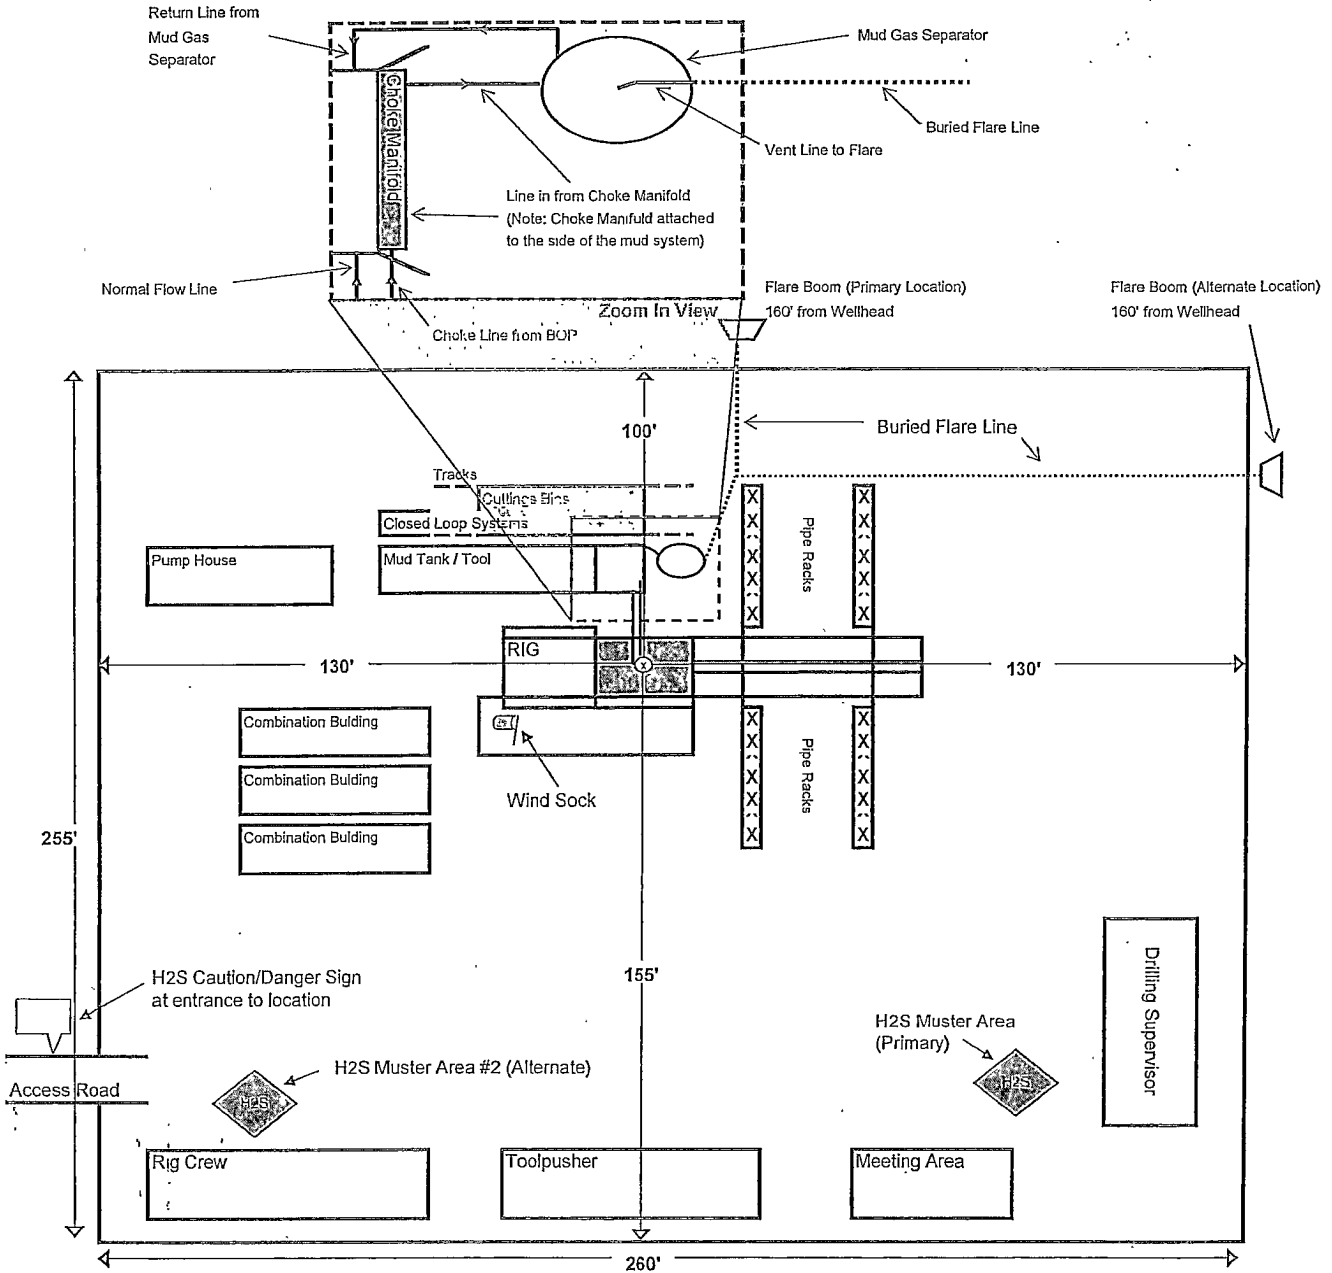 Return Line from
Mud Gas
Separator
Mud Gas Separator
Choke Manifold
Buried Flare Line
Vent Line to Flare
Line in from Choke Manifold
(Note: Choke Manifuld attached
to the side of the mud system)
Normal Flow Line
Choke Line from BOP
Zoom In View
Flare Boom (Primary Location)
160' from Wellhead
Flare Boom (Alternate Location)
160' from Wellhead
100'
Buried Flare Line
Tracks
Cuttings Bins
Closed Loop Systems
Pump House
Mud Tank / Tool
X
X
X
X
X
Pipe Racks
X
X
X
X
X
RIG
130'
X
130'
Combination Bulding
Combination Bulding
Combination Bulding
Wind Sock
X
X
X
X
X
Pipe Racks
X
X
X
X
X
255'
155'
H2S Caution/Danger Sign
at entrance to location
H2S Muster Area
(Primary)
H2S
Drilling Supervisor
H2S Muster Area #2 (Alternate)
H2S
Access Road
Rig Crew
Toolpusher
Meeting Area
260'